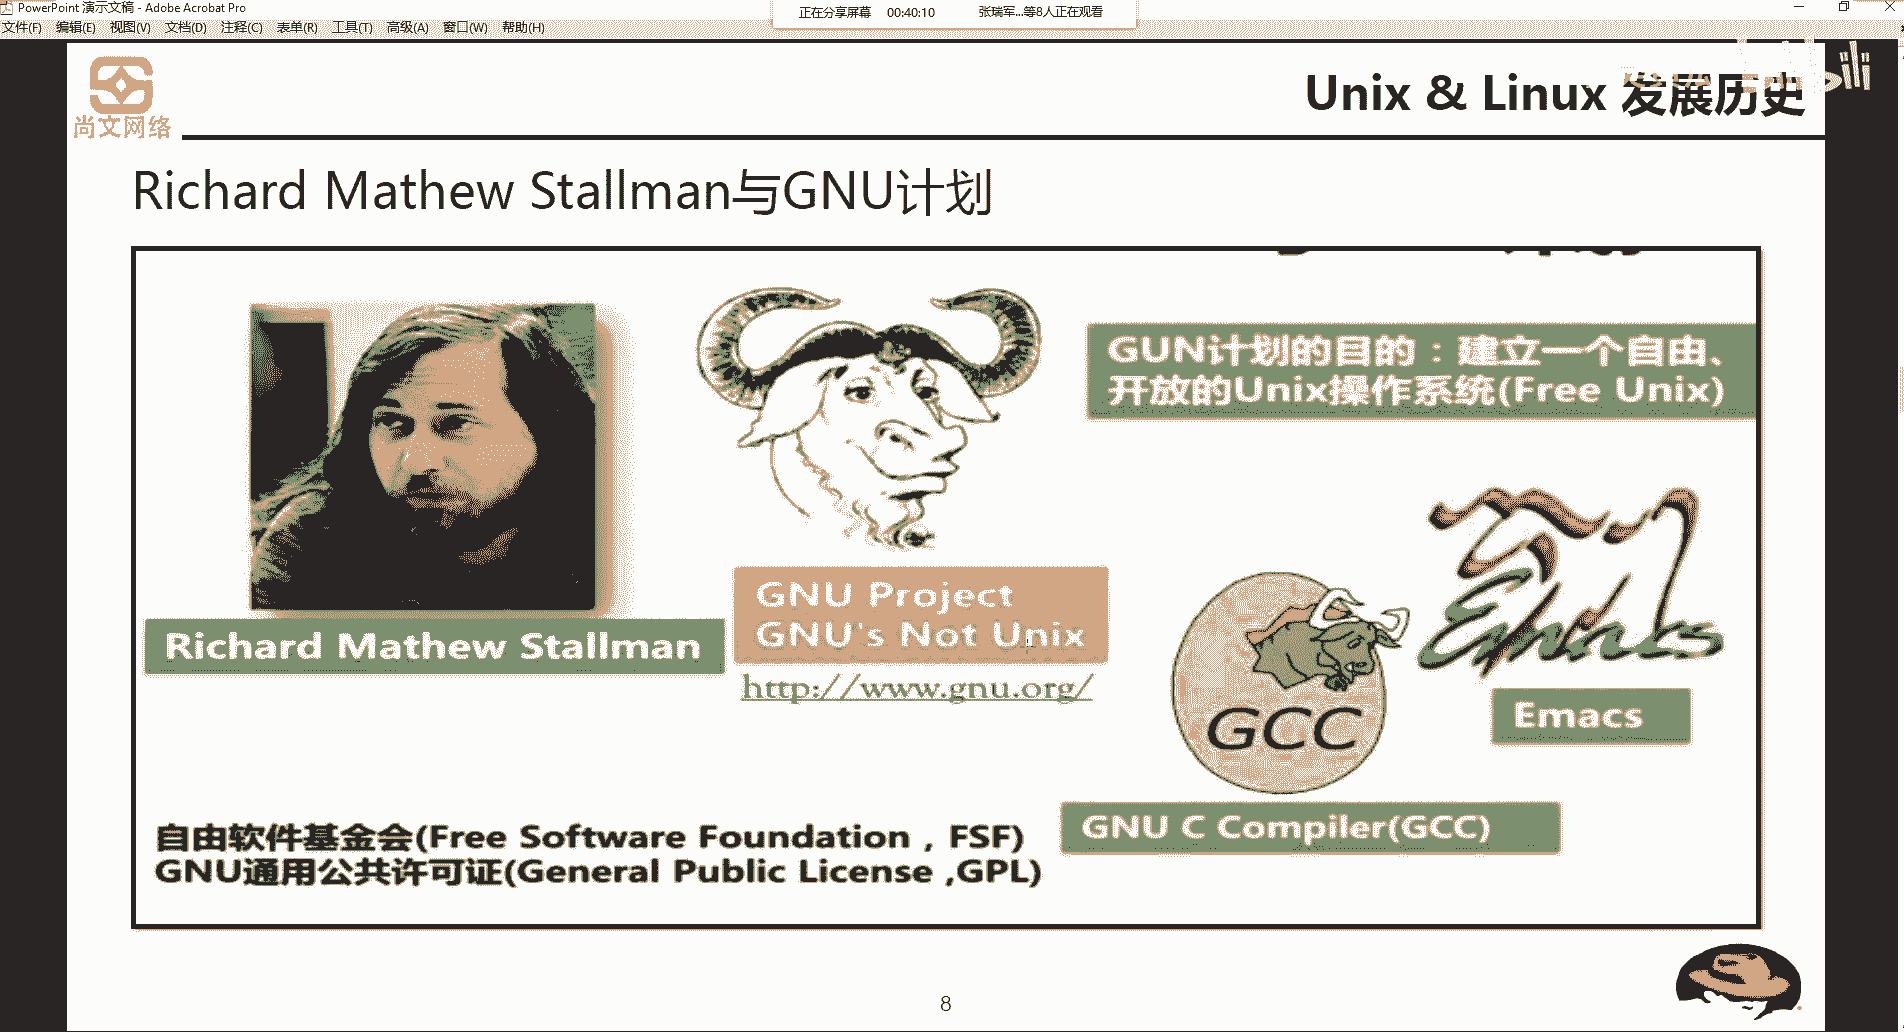 PowerPoint 演示文稿 - Adobe Acrobat Pro
正在分享屏幕 00:40:10 张瑞军...等8人正在观看
文件(F) 编辑(E) 视图(V) 文档(D) 注释(C) 表单(R) 工具(T) 高级(A) 窗口(W) 帮助(H)
尚文网络
Unix & Linux 发展历史
Richard Mathew Stallman与GNU计划
GUN计划的目的：建立一个自由、
开放的Unix操作系统(Free Unix)
Richard Mathew Stallman
GNU Project
GNU's Not Unix
http://www.gnu.org/
GCC
Emacs
Emacs
GNU C Compiler(GCC)
自由软件基金会(Free Software Foundation , FSF)
GNU通用公共许可证(General Public License ,GPL)
8